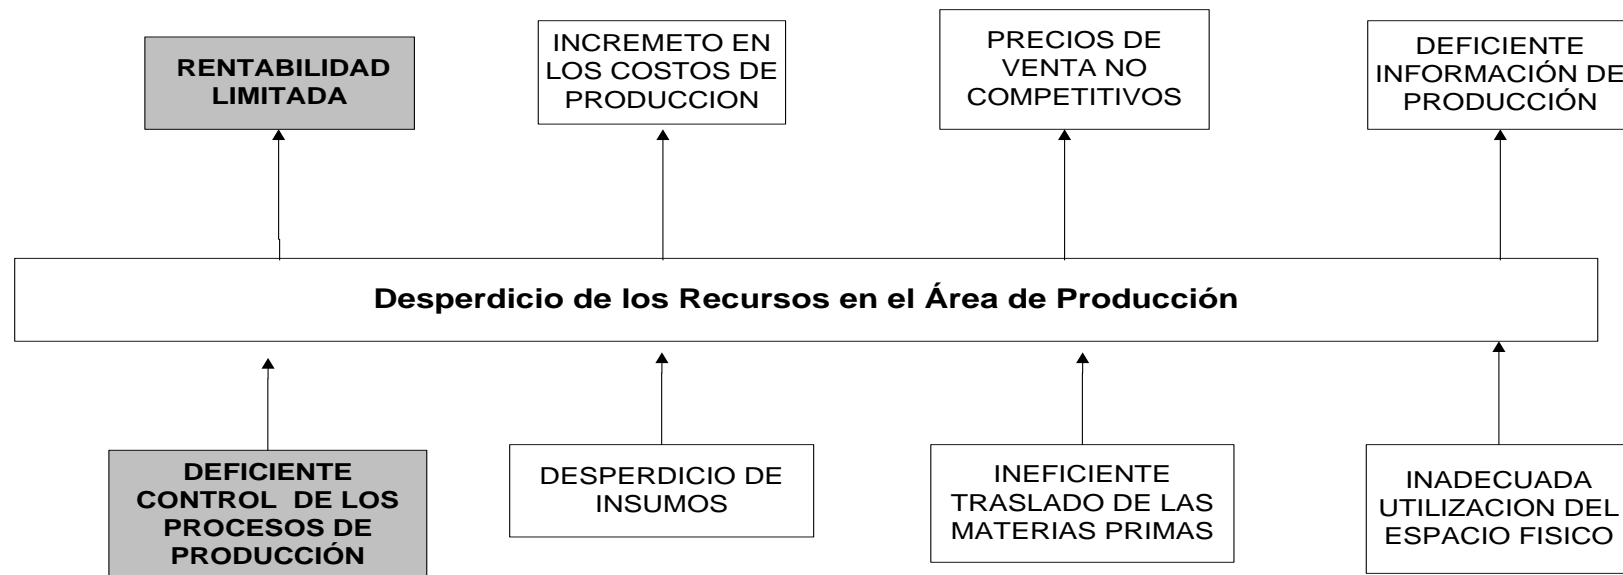 RENTABILIDAD
LIMITADA
INCREMETO EN
LOS COSTOS DE
PRODUCCION
PRECIOS DE
VENTA NO
COMPETITIVOS
DEFICIENTE
INFORMACIÓN DE
PRODUCCIÓN
Desperdicio de los Recursos en el Área de Producción
DEFICIENTE
CONTROL DE LOS
PROCESOS DE
PRODUCCIÓN
DESPERDICIO DE
INSUMOS
INEFICIENTE
TRASLADO DE LAS
MATERIAS PRIMAS
INADECUADA
UTILIZACION DEL
ESPACIO FISICO